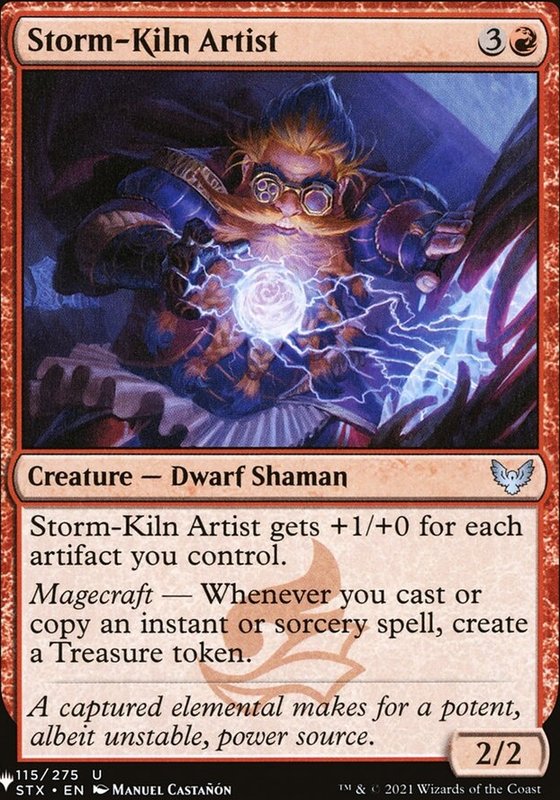 Storm-Kiln Artist 3
Creature — Dwarf Shaman
Storm-Kiln Artist gets +1/+0 for each
artifact you control.
Magecraft — Whenever you cast or
copy an instant or sorcery spell, create
a Treasure token.
A captured elemental makes for a potent,
albeit unstable, power source.
2/2
115/275 U
STX • EN Manuel Castañón
™ & © 2021 Wizards of the Coast